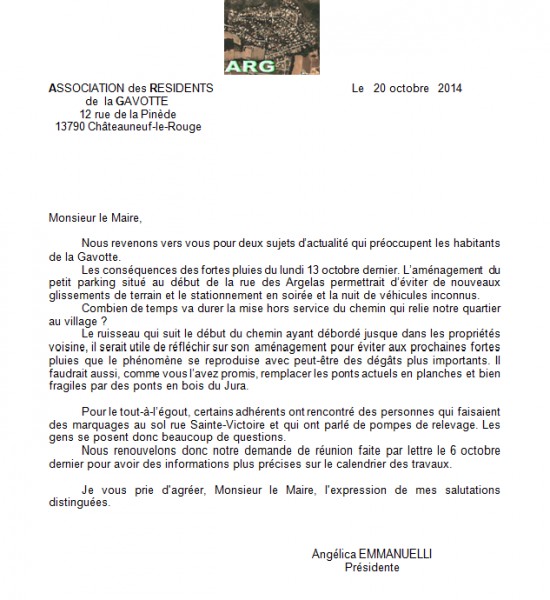 ARG
ASSOCIATION des RESIDENTS
de la GAVOTTE
12 rue de la Pinède
13790 Châteauneuf-le-Rouge
Le 20 octobre 2014
Monsieur le Maire,
Nous revenons vers vous pour deux sujets d'actualité qui préoccupent les habitants
de la Gavotte.
Les conséquences des fortes pluies du lundi 13 octobre dernier. L'aménagement du
petit parking situé au début de la rue des Argelas permettrait d'éviter de nouveaux
glissements de terrain et le stationnement en soirée et la nuit de véhicules inconnus.
Combien de temps va durer la mise hors service du chemin qui relie notre quartier
au village ?
Le ruisseau qui suit le début du chemin ayant débordé jusque dans les propriétés
voisine, il serait utile de réfléchir sur son aménagement pour éviter aux prochaines fortes
pluies que le phénomène se reproduise avec peut-être des dégâts plus importants. Il
faudrait aussi, comme vous l'avez promis, remplacer les ponts actuels en planches et bien
fragiles par des ponts en bois du Jura.
Pour le tout-à-l'égout, certains adhérents ont rencontré des personnes qui faisaient
des marquages au sol rue Sainte-Victoire et qui ont parlé de pompes de relevage. Les
gens se posent donc beaucoup de questions.
Nous renouvelons donc notre demande de réunion faite par lettre le 6 octobre
dernier pour avoir des informations plus précises sur le calendrier des travaux.
Je vous prie d'agréer, Monsieur le Maire, l'expression de mes salutations
distinguées.
Angélica EMMANUELLI
Présidente